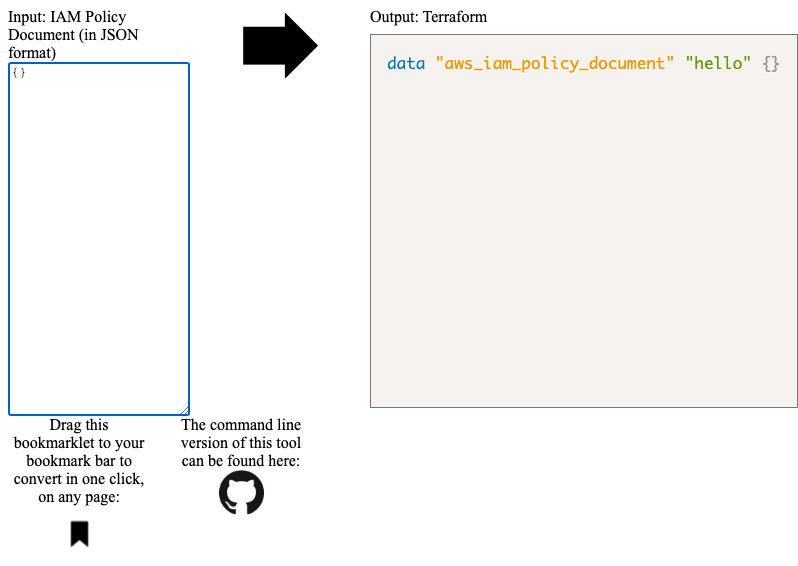 Input: IAM Policy
Document (in JSON
format)
{}
Output: Terraform
data "aws_iam_policy_document" "hello" {}
Drag this
bookmarklet to your
bookmark bar to
convert in one click,
on any page:
The command line
version of this tool
can be found here: